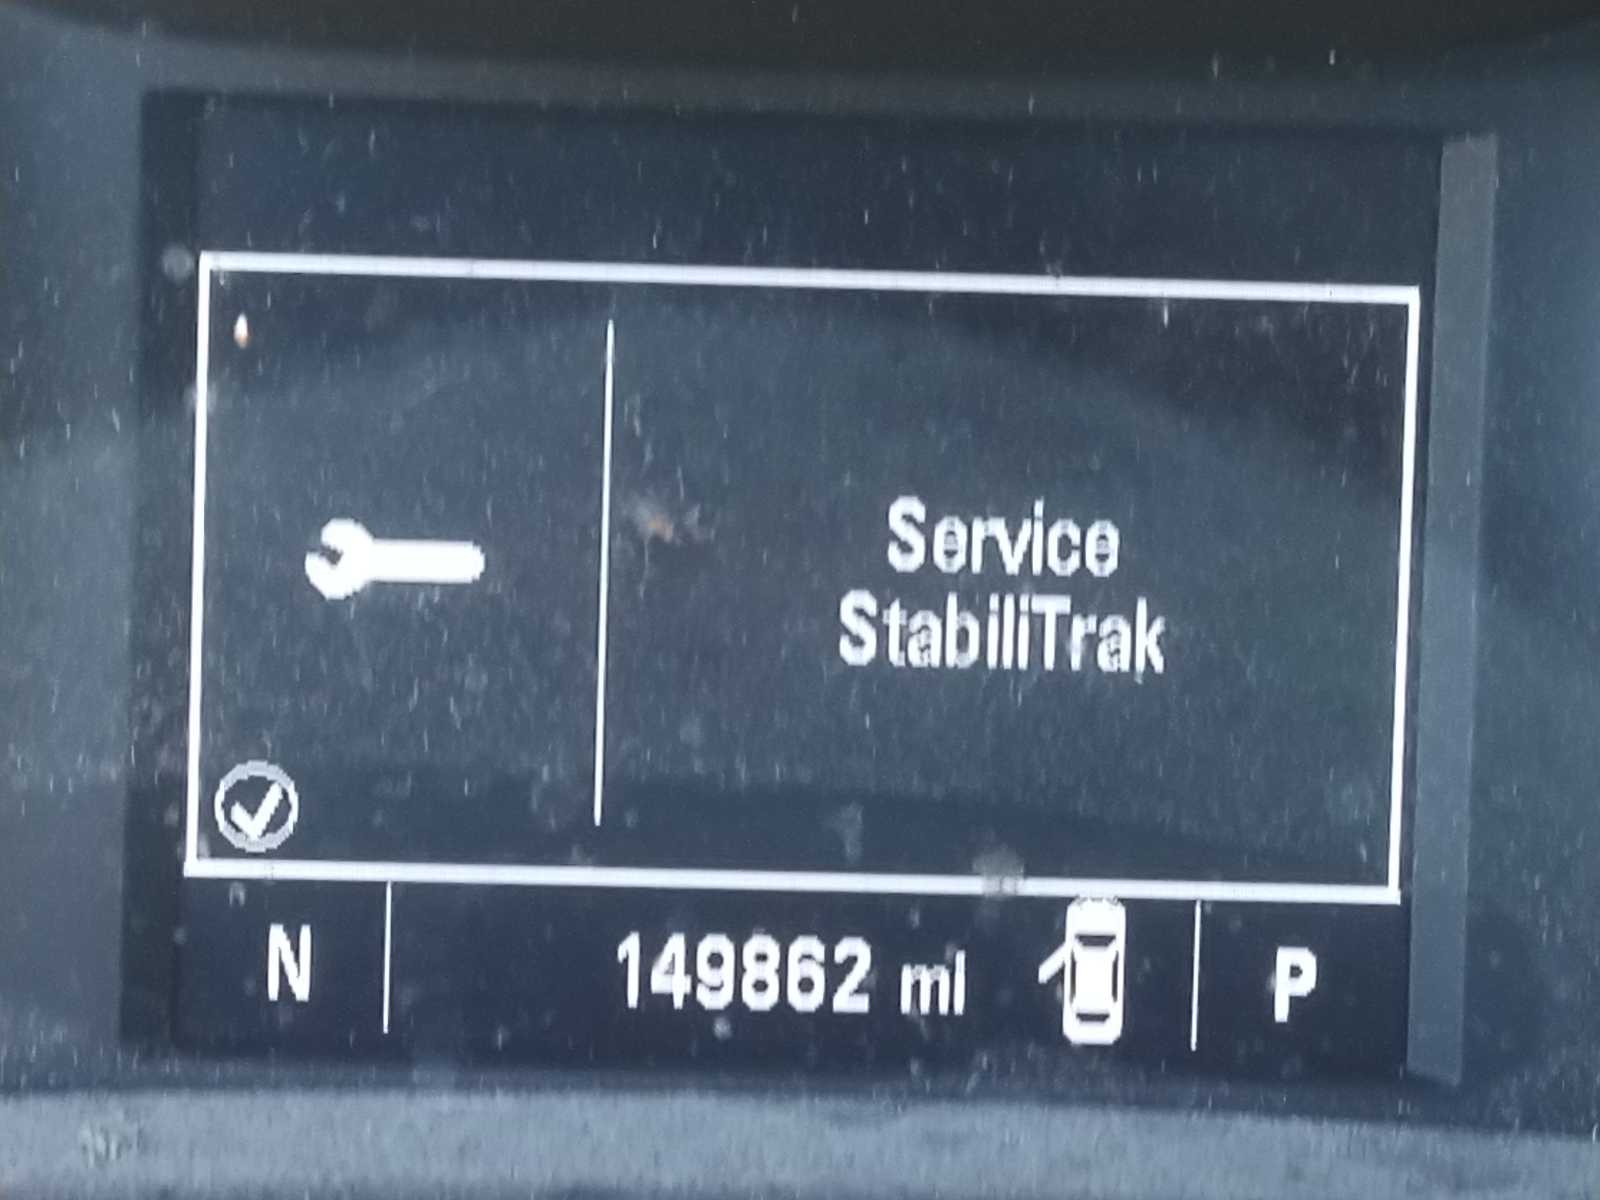 Service
StabiliTrak
N
149862 mi
P